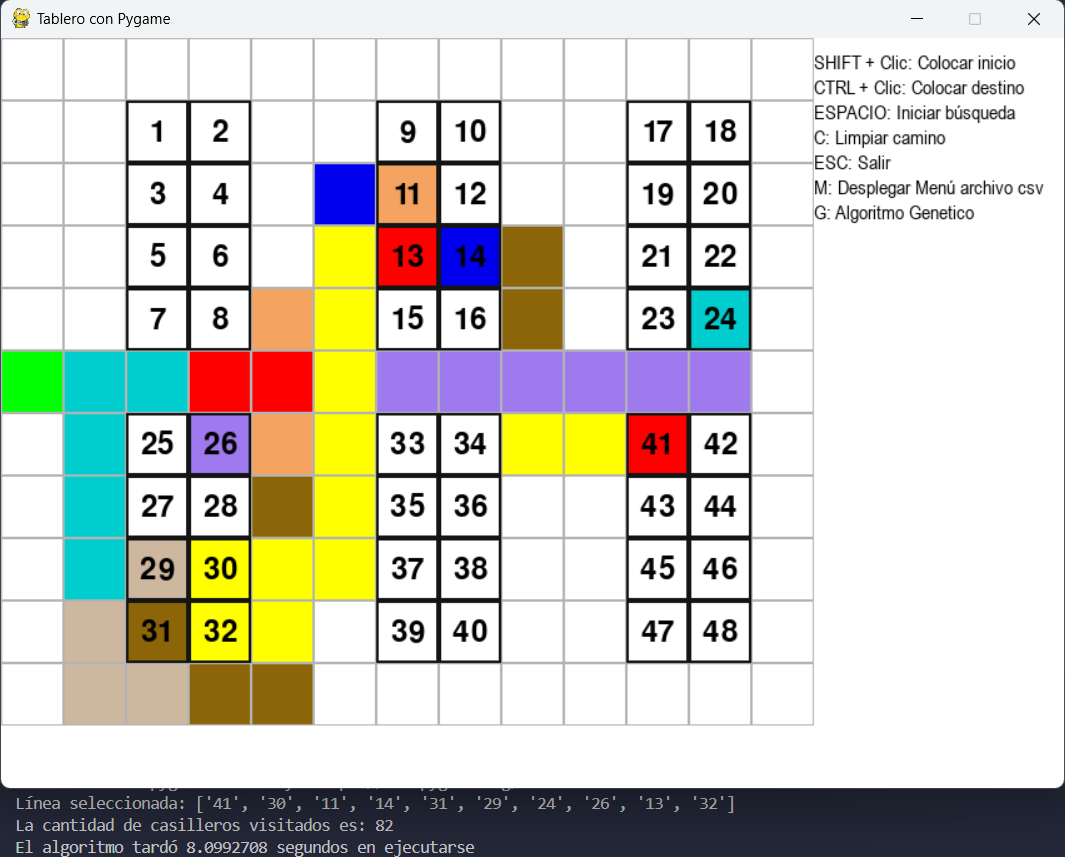 Tablero con Pygame
SHIFT + Clic: Colocar inicio
CTRL + Clic: Colocar destino
ESPACIO: Iniciar búsqueda
C: Limpiar camino
ESC: Salir
M: Desplegar Menú archivo csv
G: Algoritmo Genetico
1 2 9 10 17 18
3 4 11 12 19 20
5 6 13 14 21 22
7 8 15 16 23 24
25 26 33 34 41 42
27 28 35 36 43 44
29 30 37 38 45 46
31 32 39 40 47 48
Línea seleccionada: ['41', '30', '11', '14', '31', '29', '24', '26', '13', '32']
La cantidad de casilleros visitados es: 82
El algoritmo tardó 8.0992708 segundos en ejecutarse